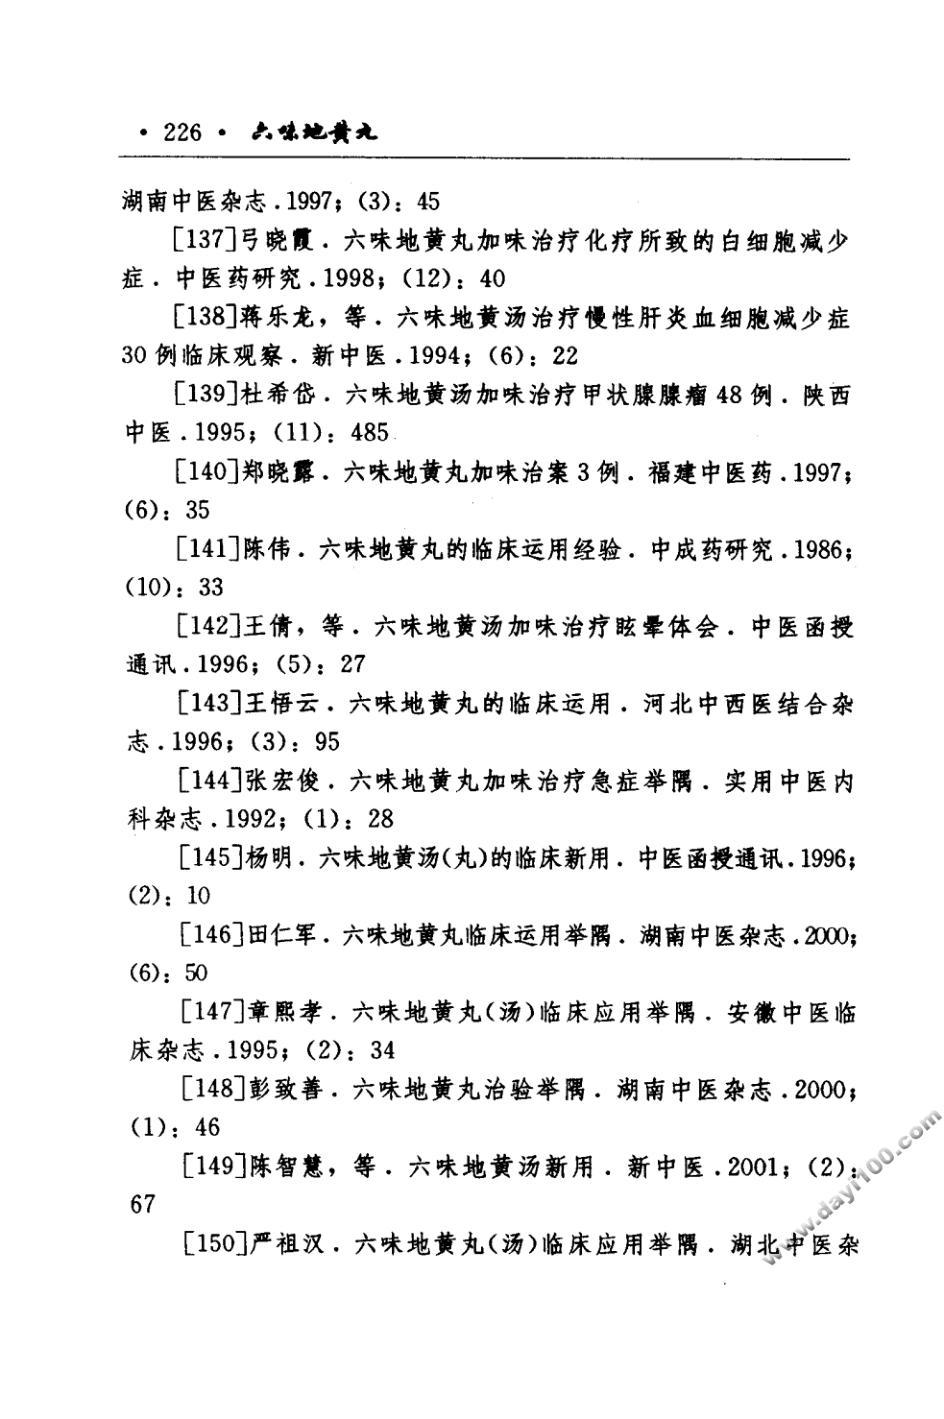 · 226 · 六味地黄丸
湖南中医杂志.1997；(3)：45
[137]弓晓霞．六味地黄丸加味治疗化疗所致的白细胞减少
症．中医药研究.1998；(12)：40
[138]蒋乐龙，等．六味地黄汤治疗慢性肝炎血细胞减少症
30例临床观察．新中医.1994；(6)：22
[139]杜希岱．六味地黄汤加味治疗甲状腺腺瘤48例．陕西
中医.1995；(11)：485
[140]郑晓露．六味地黄丸加味治案3例．福建中医药.1997；
(6)：35
[141]陈伟．六味地黄丸的临床运用经验．中成药研究.1986；
(10)：33
[142]王倩，等．六味地黄汤加味治疗眩晕体会．中医函授
通讯.1996；(5)：27
[143]王悟云．六味地黄丸的临床运用．河北中西医结合杂
志.1996；(3)：95
[144]张宏俊．六味地黄丸加味治疗急症举隅．实用中医内
科杂志.1992；(1)：28
[145]杨明．六味地黄汤(丸)的临床新用．中医函授通讯.1996；
(2)：10
[146]田仁军．六味地黄丸临床运用举隅．湖南中医杂志.2000；
(6)：50
[147]章熙孝．六味地黄丸(汤)临床应用举隅．安徽中医临
床杂志.1995；(2)：34
[148]彭致善．六味地黄丸治验举隅．湖南中医杂志.2000；
(1)：46
[149]陈智慧，等．六味地黄汤新用．新中医.2001；(2)：
67
[150]严祖汉．六味地黄丸(汤)临床应用举隅．湖北中医杂
www.dayi100.com